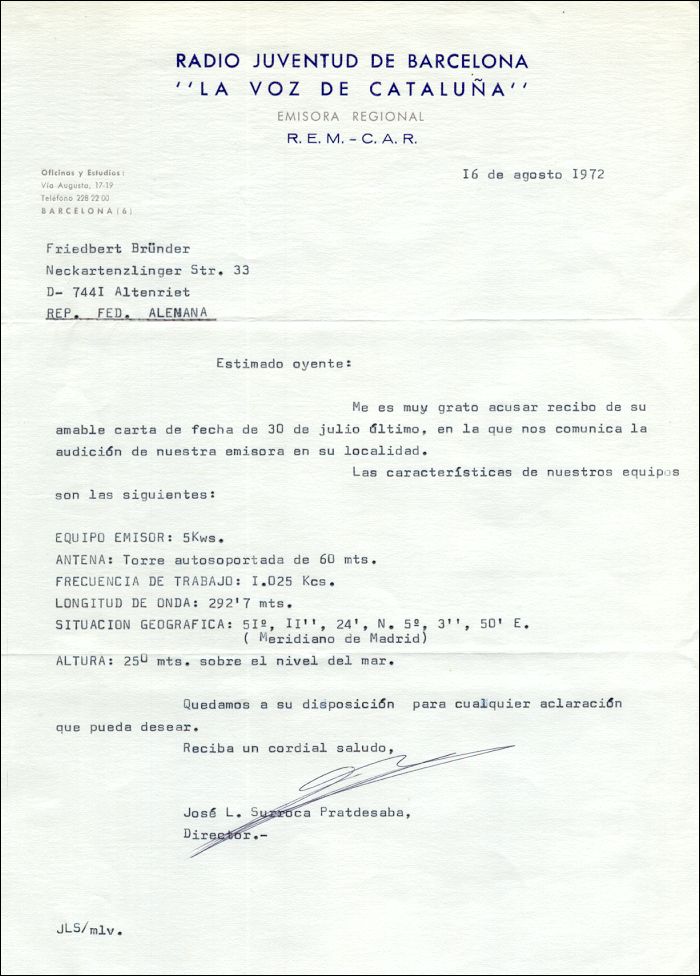 RADIO JUVENTUD DE BARCELONA
''LA VOZ DE CATALUÑA''
EMISORA REGIONAL
R. E. M. - C. A. R.
16 de agosto 1972
Oficinas y Estudios:
Vía Augusta, 17-19
Teléfono 228 22 00
BARCELONA (6)
Friedbert Bründer
Neckartenzlinger Str. 33
D- 744I Altenriet
REP. FED. ALEMANA
Estimado oyente:
Me es muy grato acusar recibo de su
amable carta de fecha de 30 de julio último, en la que nos comunica la
audición de nuestra emisora en su localidad.
Las características de nuestros equipos
son las siguientes:
EQUIPO EMISOR: 5Kws.
ANTENA: Torre autosoportada de 60 mts.
FRECUENCIA DE TRABAJO: I.025 Kcs.
LONGITUD DE ONDA: 292'7 mts.
SITUACION GEOGRAFICA: 5Iº, II'', 24', N. 5º, 3'', 50' E.
( Meridiano de Madrid)
ALTURA: 250 mts. sobre el nivel del mar.
Quedamos a su disposición para cualquier aclaración
que pueda desear.
Reciba un cordial saludo,
José L. Surroca Pratdesaba,
Director.-
JLS/mlv.